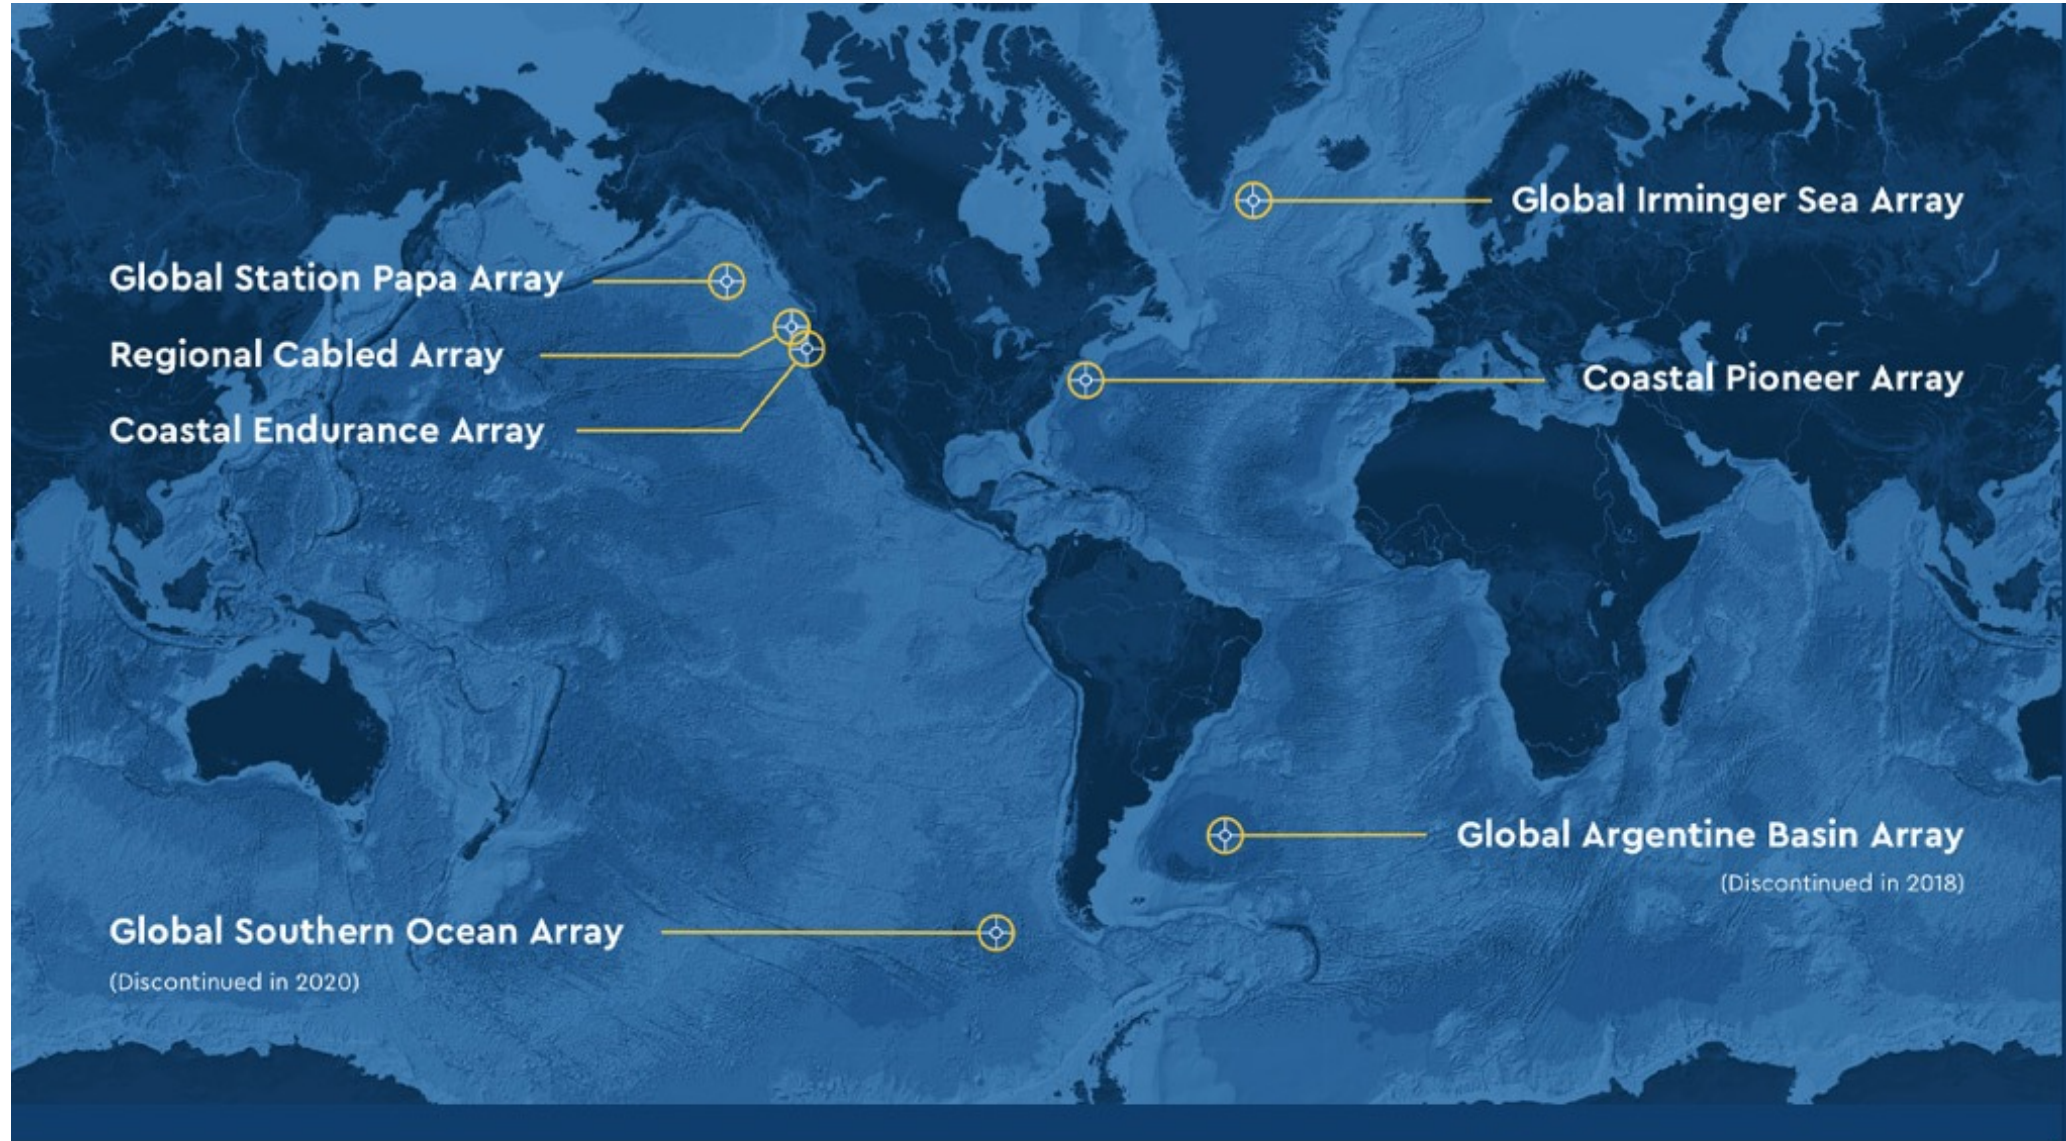 Global Irminger Sea Array
Global Station Papa Array
Regional Cabled Array
Coastal Pioneer Array
Coastal Endurance Array
Global Argentine Basin Array
(Discontinued in 2018)
Global Southern Ocean Array
(Discontinued in 2020)